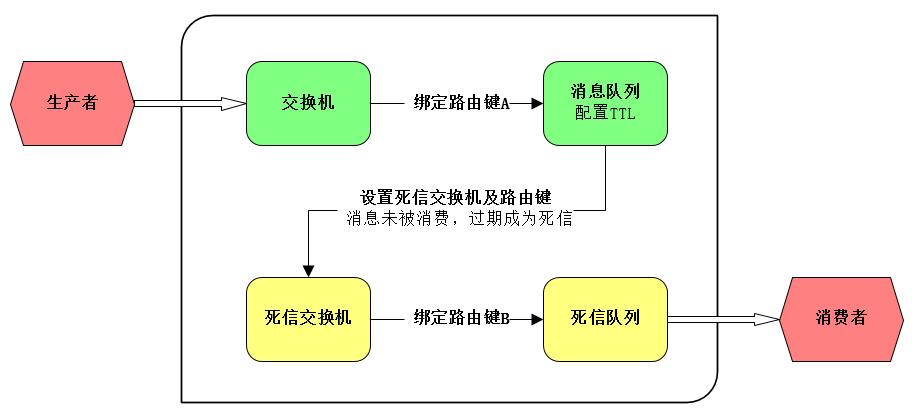 生产者
交换机
绑定路由键A
消息队列
配置TTL
设置死信交换机及路由键
消息未被消费，过期成为死信
死信交换机
绑定路由键B
死信队列
消费者